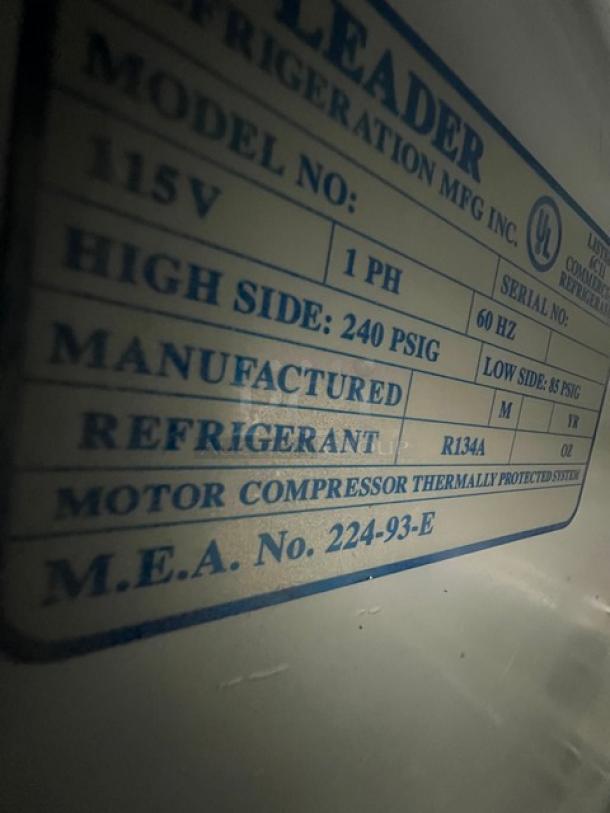 LEADER
REFRIGERATION MFG INC.
MODEL NO:
SERIAL NO:
UL
115V
1 PH
60 HZ
HIGH SIDE: 240 PSIG
LOW SIDE: 85 PSIG
MANUFACTURED
M
YR
REFRIGERANT
R134A
OZ
MOTOR COMPRESSOR THERMALLY PROTECTED SYSTEM
M.E.A. No. 224-93-E